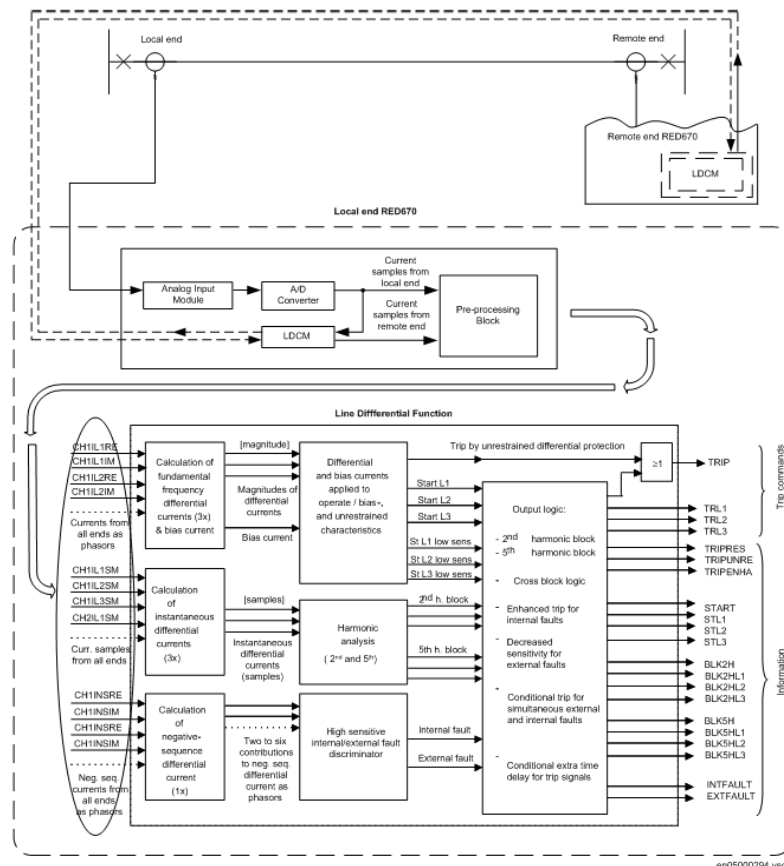 Local end
Remote end
Remote end RED670
LDCM
Local end RED670
Analog Input
Module
A/D
Converter
LDCM
Current
samples from
local end
Current
samples from
remote end
Pre-processing
Block
Line Diffferential Function
CH1IL1RE
CH1IL1IM
CH1IL2RE
CH1IL2IM
Currents from
all ends as
phasors
Calculation of
fundamental
frequency
differential
currents (3x)
& bias current
[magnitude]
Magnitudes of
differential
currents
Bias current
Differential
and bias currents
applied to
operate / bias-,
and unrestrained
characteristics
Trip by unrestrained differential protection
Start L1
Start L2
Start L3
St L1 low sens
St L2 low sens
St L3 low sens
CH1IL1SM
CH1IL2SM
CH1IL3SM
CH2IL1SM
Curr. samples
from all ends
Calculation
of
instantaneous
differential
currents
(3x)
[samples]
Instantaneous
differential
currents
(samples)
Harmonic
analysis
( 2nd and 5th)
2nd h. block
5th h. block
CH1INSRE
CH1INSIM
CH1INSRE
CH1INSIM
Neg. seq.
currents from
all ends
as phasors
Calculation
of
negative-
sequence
differential
current
(1x)
Two to six
contributions
to neg. seq.
differential
current as
phasors
High sensitive
internal/external fault
discriminator
Internal fault
External fault
Output logic:
- 2nd harmonic block
- 5th harmonic block
- Cross block logic
- Enhanced trip for
internal faults
- Decreased
sensitivity for
external faults
- Conditional trip for
simultaneous external
and internal faults
- Conditional extra time
delay for trip signals
≥1
TRIP
TRL1
TRL2
TRL3
TRIPRES
TRIPUNRE
TRIPENHA
START
STL1
STL2
STL3
BLK2H
BLK2HL1
BLK2HL2
BLK2HL3
BLK5H
BLK5HL1
BLK5HL2
BLK5HL3
INTFAULT
EXTFAULT
Trip commands
Information